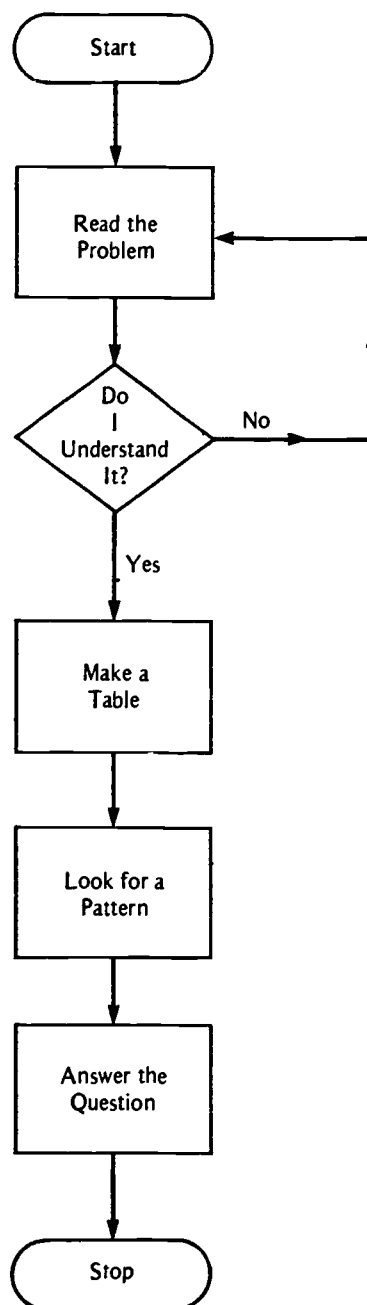 Start
Read the
Problem
Do
I
Understand
It?
No
Yes
Make a
Table
Look for a
Pattern
Answer the
Question
Stop